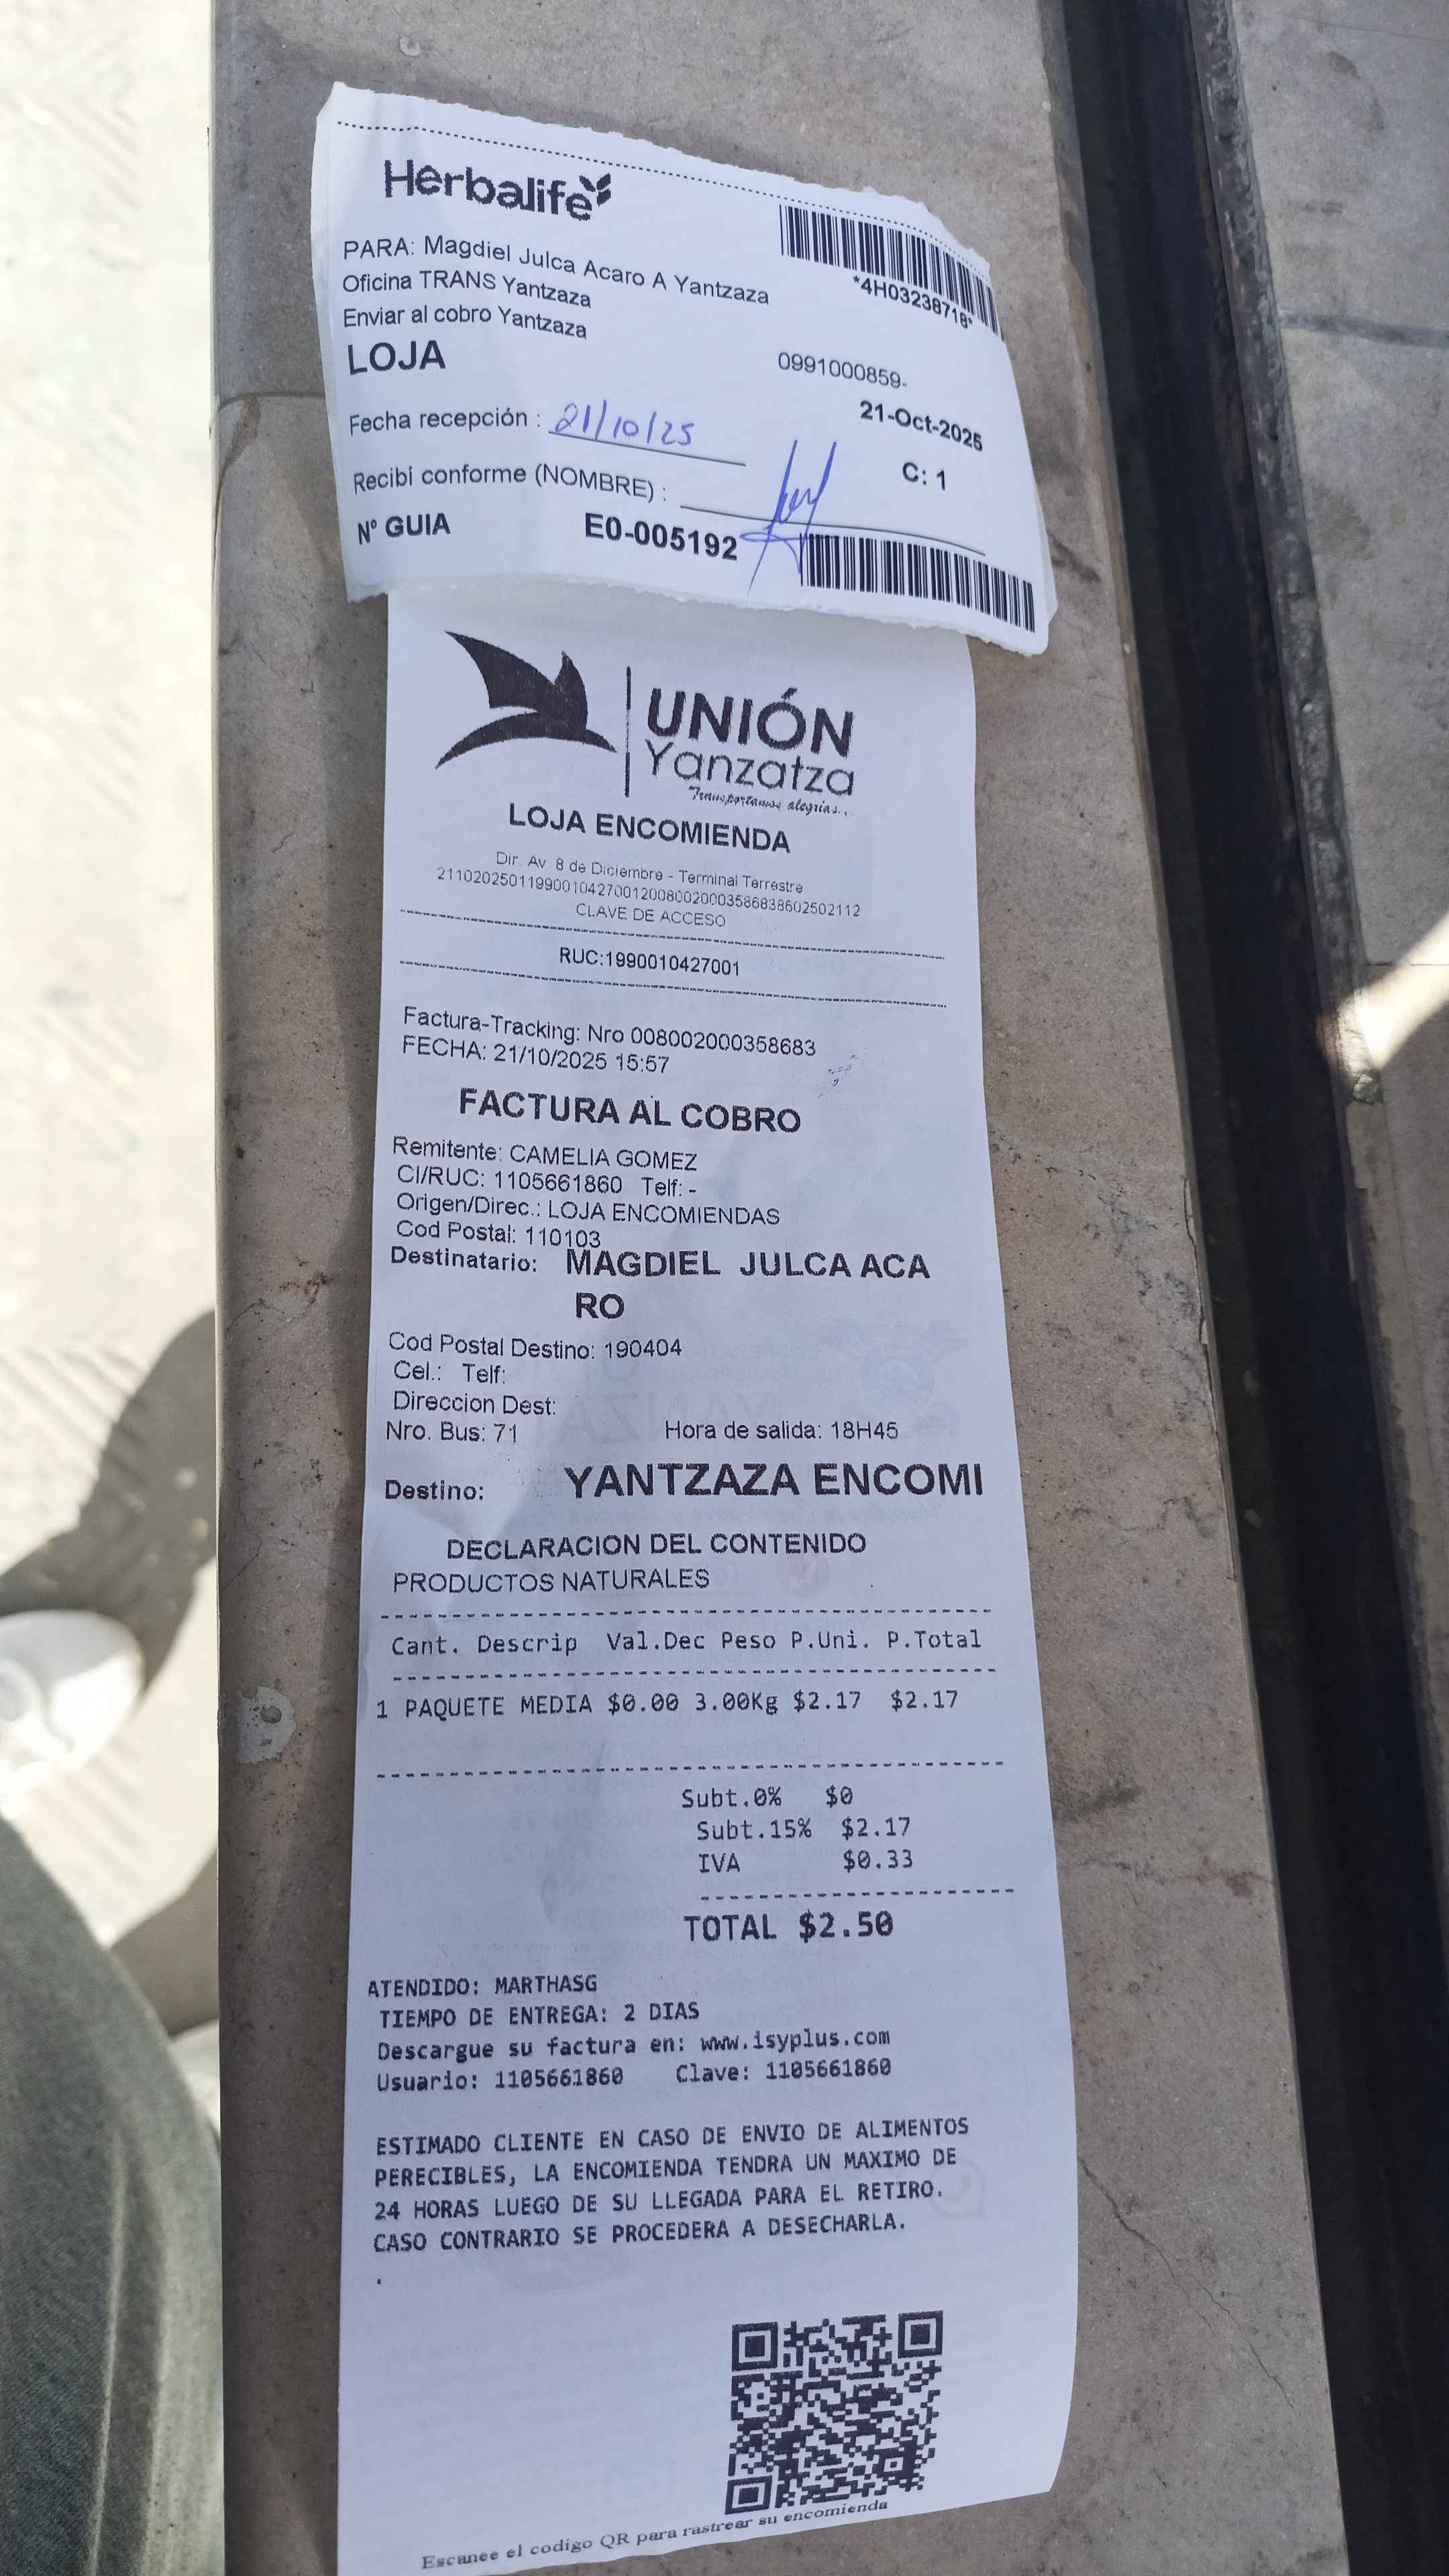 Herbalife
PARA: Magdiel Julca Acaro A Yantzaza
Oficina TRANS Yantzaza
Enviar al cobro Yantzaza
*4H03238718*
LOJA
0991000859-
Fecha recepción : 21/10/25
21-Oct-2025
Recibí conforme (NOMBRE) :
C: 1
Nº GUIA E0-005192
UNIÓN
Yanzatza
Transportamos alegrías...
LOJA ENCOMIENDA
Dir. Av 8 de Diciembre - Terminal Terrestre
2110202501199001042700120080020003586838602502112
CLAVE DE ACCESO
RUC:1990010427001
Factura-Tracking: Nro 008002000358683
FECHA: 21/10/2025 15:57
FACTURA AL COBRO
Remitente: CAMELIA GOMEZ
CI/RUC: 1105661860 Telf: -
Origen/Direc.: LOJA ENCOMIENDAS
Cod Postal: 110103
Destinatario: MAGDIEL JULCA ACA
RO
Cod Postal Destino: 190404
Cel.: Telf:
Direccion Dest:
Nro. Bus: 71 Hora de salida: 18H45
Destino: YANTZAZA ENCOMI
DECLARACION DEL CONTENIDO
PRODUCTOS NATURALES
Cant. Descrip Val.Dec Peso P.Uni. P.Total
1 PAQUETE MEDIA $0.00 3.00Kg $2.17 $2.17
Subt.0% $0
Subt.15% $2.17
IVA $0.33
TOTAL $2.50
ATENDIDO: MARTHASG
TIEMPO DE ENTREGA: 2 DIAS
Descargue su factura en: www.isyplus.com
Usuario: 1105661860 Clave: 1105661860
ESTIMADO CLIENTE EN CASO DE ENVIO DE ALIMENTOS
PERECIBLES, LA ENCOMIENDA TENDRA UN MAXIMO DE
24 HORAS LUEGO DE SU LLEGADA PARA EL RETIRO.
CASO CONTRARIO SE PROCEDERA A DESECHARLA.
.
Escanee el codigo QR para rastrear su encomienda